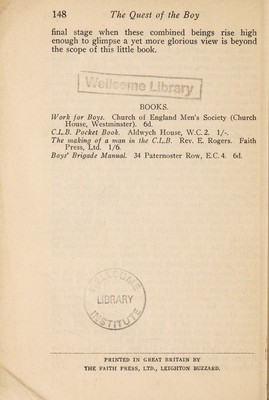 148 The Quest of the Boy
final stage when these combined beings rise high
enough to glimpse a yet more glorious view is beyond
the scope of this little book.
Wellcome Library
BOOKS.
Work for Boys. Church of England Men's Society (Church
House, Westminster). 6d.
C.L.B. Pocket Book. Aldwych House, W.C. 2. 1/-.
The making of a man in the C.L.B. Rev. E. Rogers. Faith
Press, Ltd. 1/6.
Boys' Brigade Manual. 34 Paternoster Row, E.C. 4. 6d.
WELLCOME
LIBRARY
INSTITUTE
PRINTED IN GREAT BRITAIN BY
THE FAITH PRESS, LTD., LEIGHTON BUZZARD.